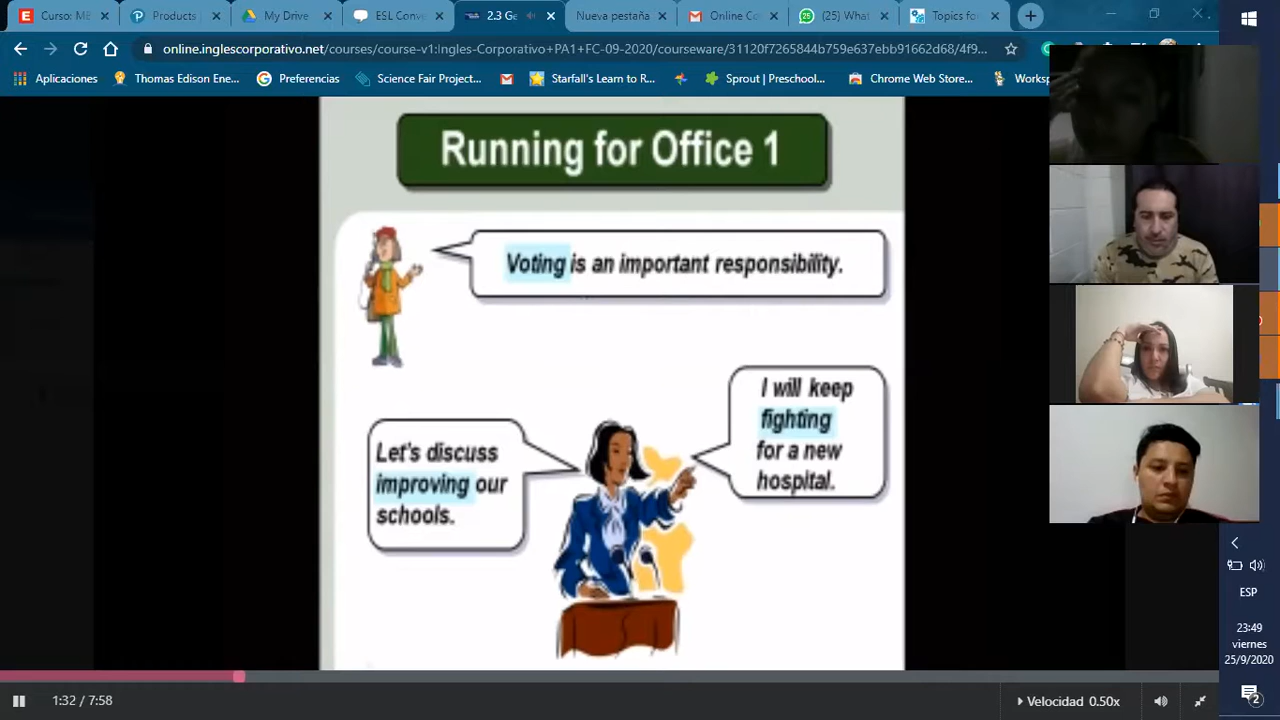 Curso: ME
Products
My Drive
ESL Conve
2.3 Ge
Nueva pestaña
Online Co
(25) What
Topics fo
online.inglescorporativo.net/courses/course-v1:Ingles-Corporativo+PA1+FC-09-2020/courseware/31120f7265844b759e637ebb91662d68/4f9...
Aplicaciones
Thomas Edison Ene...
Preferencias
Science Fair Project...
Starfall's Learn to R...
Sprout | Preschool...
Chrome Web Store...
Worksp
Running for Office 1
Voting is an important responsibility.
I will keep
fighting
for a new
hospital.
Let's discuss
improving our
schools.
ESP
23:49
viernes
25/9/2020
2
1:32 / 7:58
Velocidad 0.50x